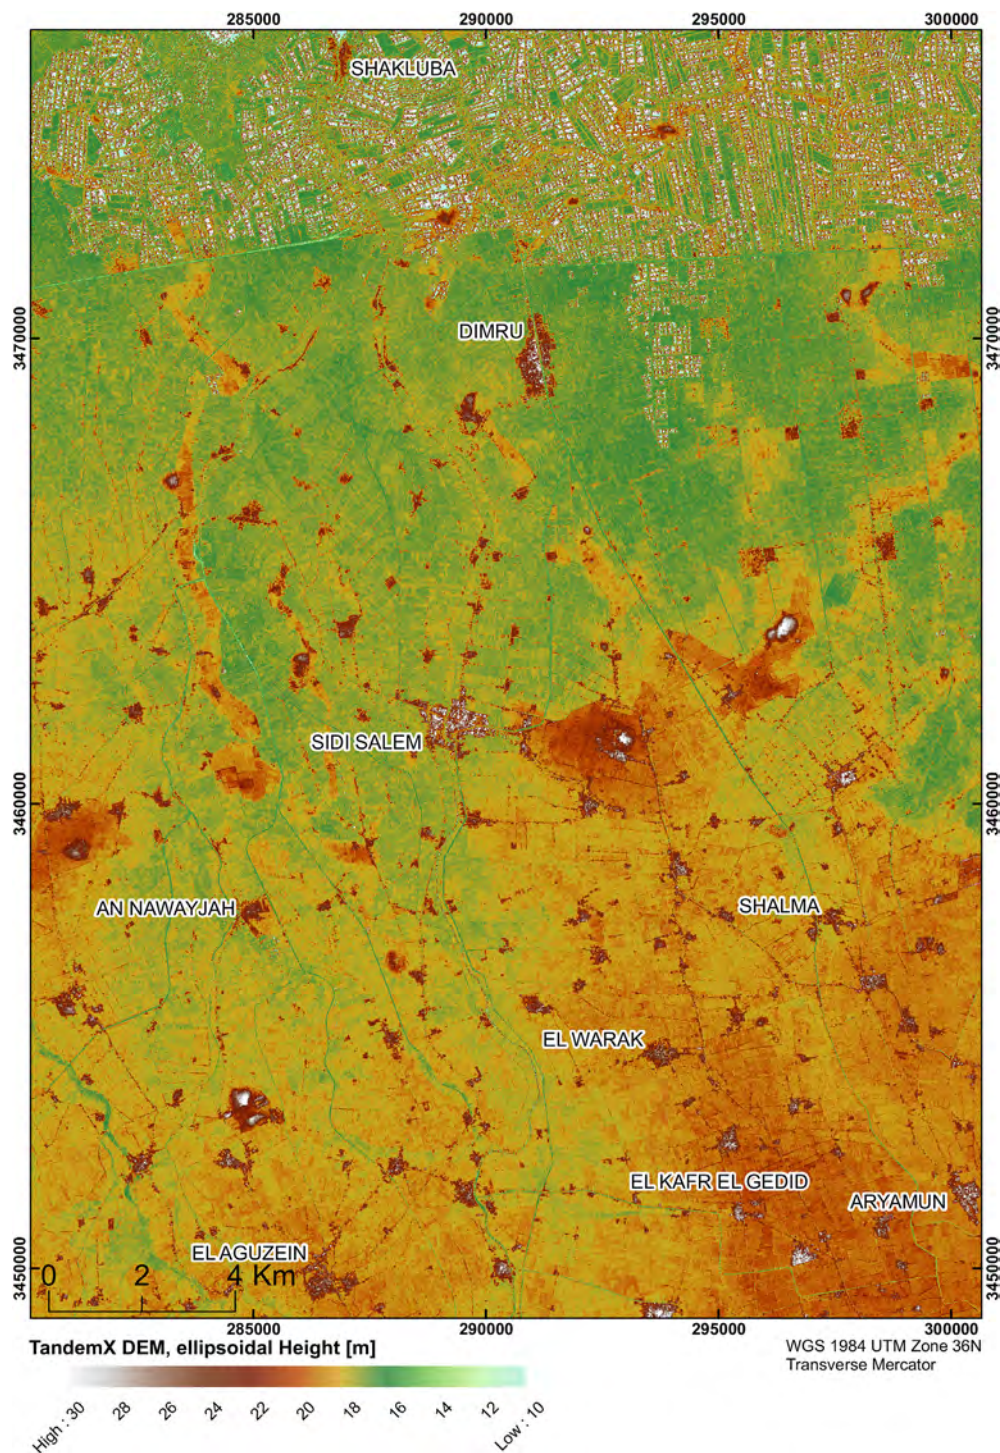 285000 290000 295000 300000
SHAKLUBA
3470000 DIMRU 3470000
SIDI SALEM
3460000 3460000
AN NAWAYJAH SHALMA
EL WARAK
EL KAFR EL GEDID
ARYAMUN
EL AGUZEIN
3450000 3450000
0 2 4 Km
285000 290000 295000 300000
TandemX DEM, ellipsoidal Height [m]
WGS 1984 UTM Zone 36N
Transverse Mercator
High : 30 28 26 24 22 20 18 16 14 12 Low : 10